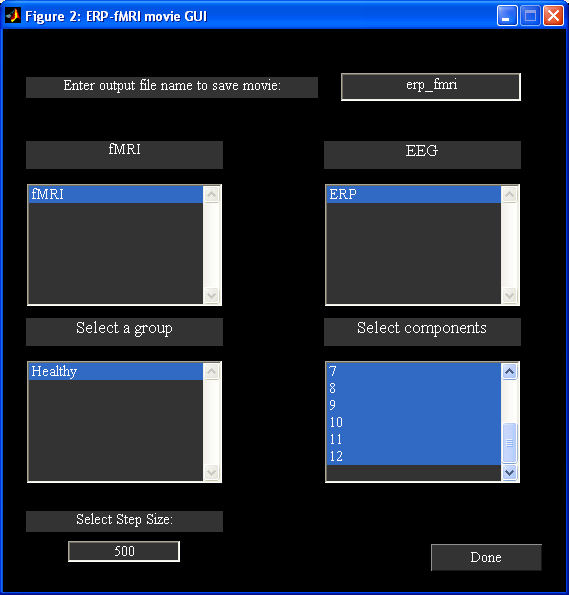 Figure 2: ERP-fMRI movie GUI
Enter output file name to save movie:
erp_fmri
fMRI
EEG
fMRI
ERP
Select a group
Select components
Healthy
7
8
9
10
11
12
Select Step Size:
500
Done